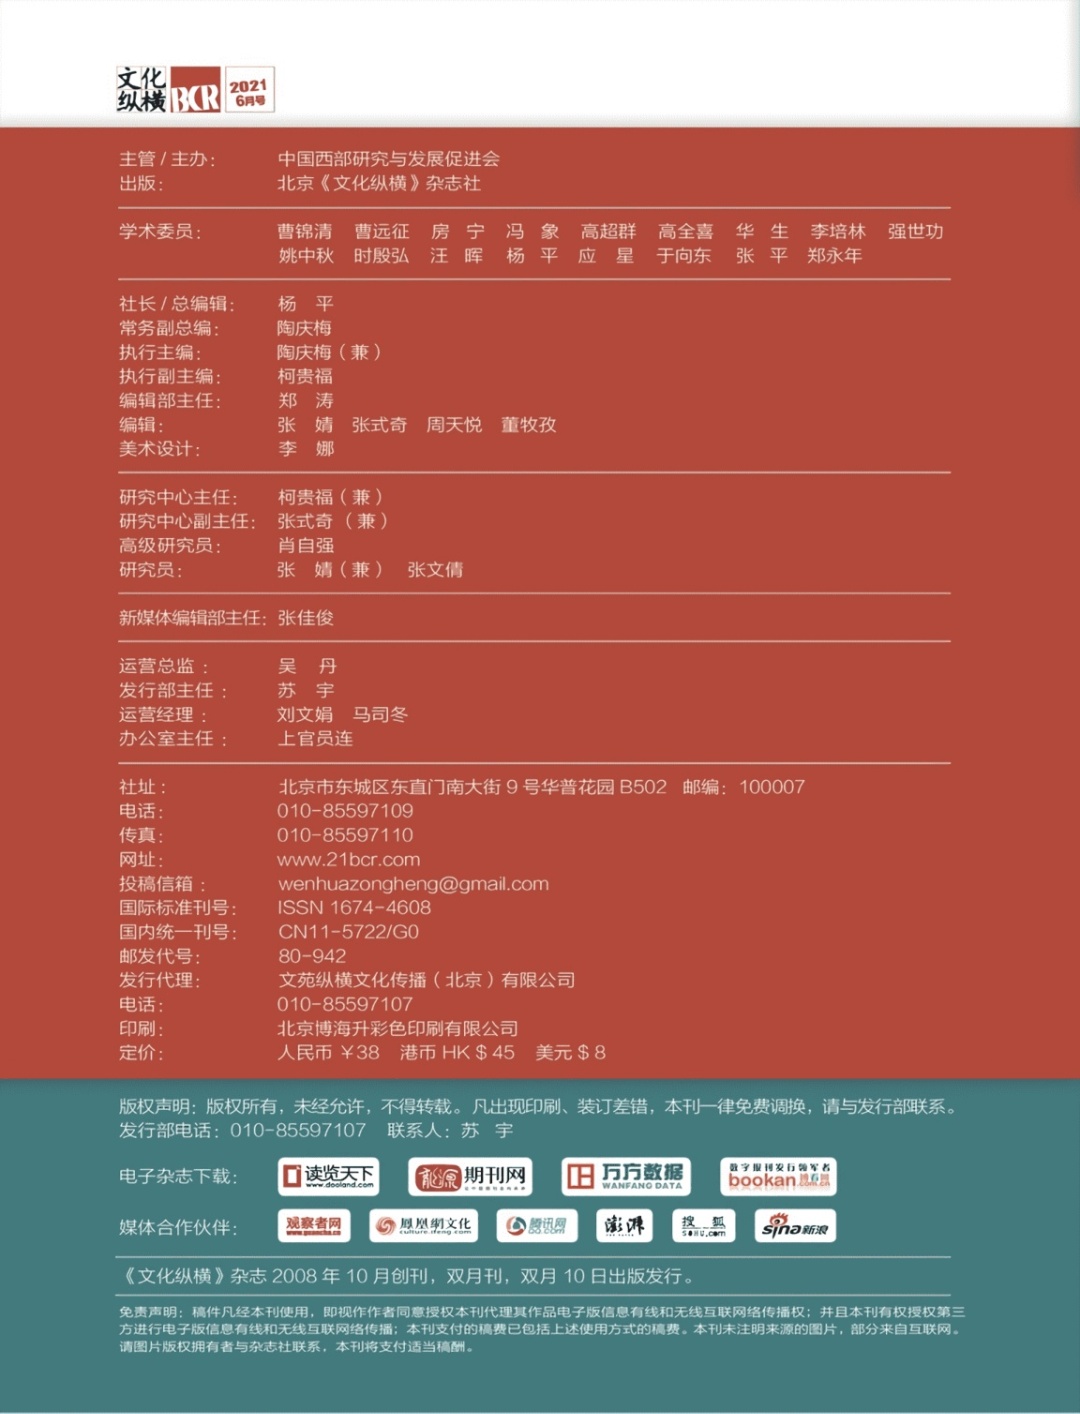 文化纵横 BCR 2021 6月号
主管 / 主办： 中国西部研究与发展促进会
出版： 北京《文化纵横》杂志社
学术委员： 曹锦清 曹远征 房 宁 冯 象 高超群 高全喜 华 生 李培林 强世功
姚中秋 时殷弘 汪 晖 杨 平 应 星 于向东 张 平 郑永年
社长 / 总编辑： 杨 平
常务副总编： 陶庆梅
执行主编： 陶庆梅（兼）
执行副主编： 柯贵福
编辑部主任： 郑 涛
编辑： 张 婧 张式奇 周天悦 董牧孜
美术设计： 李 娜
研究中心主任： 柯贵福（兼）
研究中心副主任： 张式奇（兼）
高级研究员： 肖自强
研究员： 张 婧（兼） 张文倩
新媒体编辑部主任： 张佳俊
运营总监： 吴 丹
发行部主任： 苏 宇
运营经理： 刘文娟 马司冬
办公室主任： 上官员连
社址： 北京市东城区东直门南大街 9 号华普花园 B502 邮编：100007
电话： 010-85597109
传真： 010-85597110
网址： www.21bcr.com
投稿信箱： wenhuazongheng@gmail.com
国际标准刊号： ISSN 1674-4608
国内统一刊号： CN11-5722/G0
邮发代号： 80-942
发行代理： 文苑纵横文化传播（北京）有限公司
电话： 010-85597107
印刷： 北京博海升彩色印刷有限公司
定价： 人民币 ￥38 港币 HK $ 45 美元 $ 8
版权声明：版权所有，未经允许，不得转载。凡出现印刷、装订差错，本刊一律免费调换，请与发行部联系。
发行部电话：010-85597107 联系人：苏 宇
电子杂志下载： 读览天下 www.dooland.com 龙源期刊网 万方数据 WANFANG DATA 数字报刊发行领军者 bookan 博看网 .com.cn
媒体合作伙伴： 观察者网 www.guancha.cn 鳳凰網文化 culture.ifeng.com 腾讯网 QQ.com 澎湃 THE PAPER 搜狐 SOHU.com sina新浪
《文化纵横》杂志 2008 年 10 月创刊，双月刊，双月 10 日出版发行。
免责声明：稿件凡经本刊使用，即视作作者同意授权本刊代理其作品电子版信息有线和无线互联网络传播权；并且本刊有权授权第三
方进行电子版信息有线和无线互联网络传播；本刊支付的稿费已包括上述使用方式的稿费。本刊未注明来源的图片，部分来自互联网。
请图片版权拥有者与杂志社联系，本刊将支付适当稿酬。